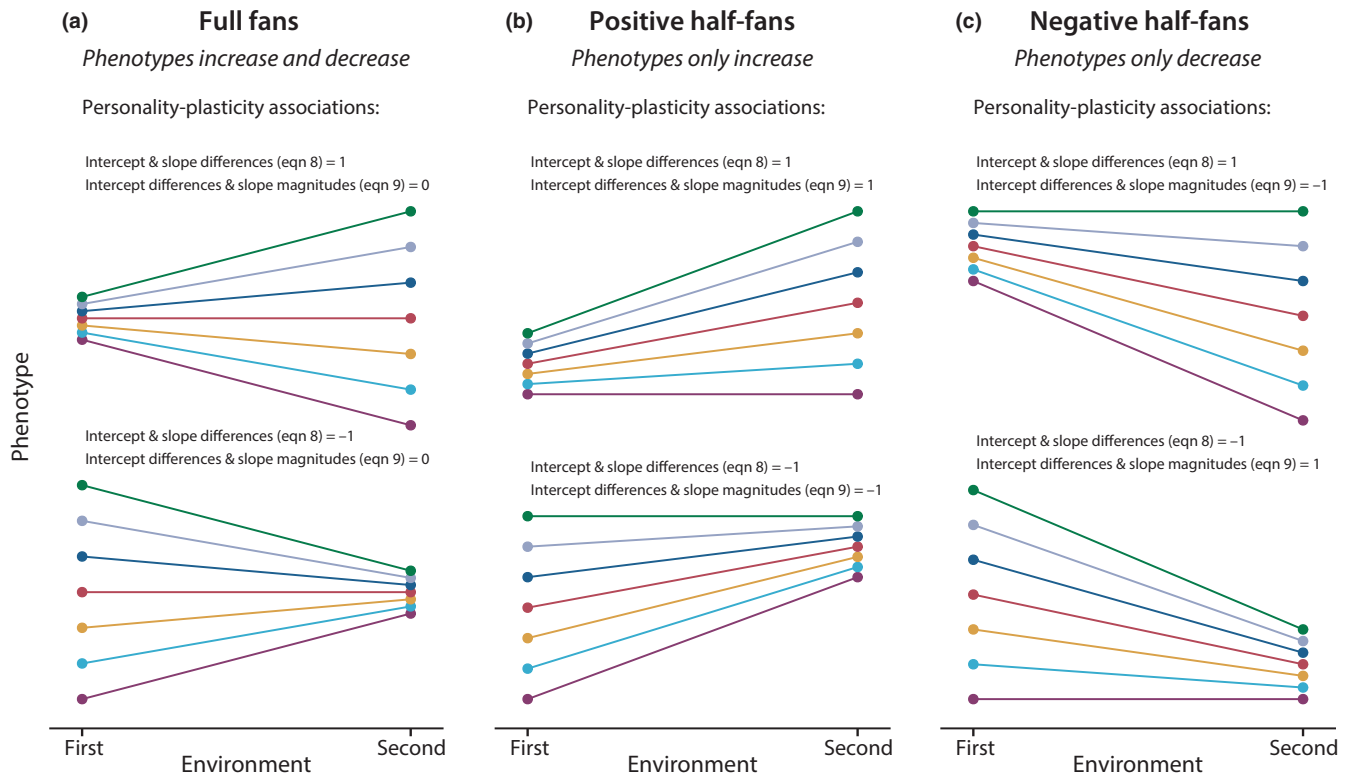 (a) Full fans
Phenotypes increase and decrease
Personality-plasticity associations:
Intercept & slope differences (eqn 8) = 1
Intercept differences & slope magnitudes (eqn 9) = 0
Intercept & slope differences (eqn 8) = –1
Intercept differences & slope magnitudes (eqn 9) = 0
Phenotype
First
Second
Environment
(b) Positive half-fans
Phenotypes only increase
Personality-plasticity associations:
Intercept & slope differences (eqn 8) = 1
Intercept differences & slope magnitudes (eqn 9) = 1
Intercept & slope differences (eqn 8) = –1
Intercept differences & slope magnitudes (eqn 9) = –1
First
Second
Environment
(c) Negative half-fans
Phenotypes only decrease
Personality-plasticity associations:
Intercept & slope differences (eqn 8) = 1
Intercept differences & slope magnitudes (eqn 9) = –1
Intercept & slope differences (eqn 8) = –1
Intercept differences & slope magnitudes (eqn 9) = 1
First
Second
Environment